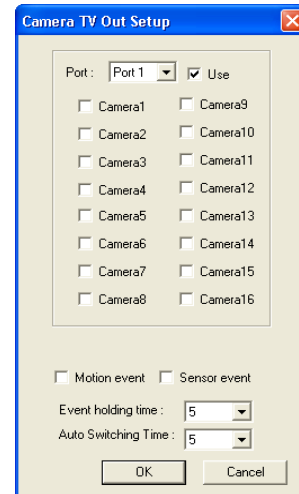 Camera TV Out Setup
Port : Port 1 Use
Camera1 Camera9
Camera2 Camera10
Camera3 Camera11
Camera4 Camera12
Camera5 Camera13
Camera6 Camera14
Camera7 Camera15
Camera8 Camera16
Motion event Sensor event
Event holding time : 5
Auto Switching Time : 5
OK Cancel